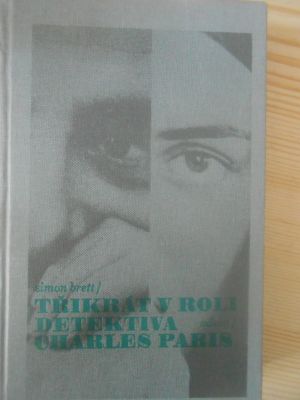 simon brett /
TŘIKRÁT V ROLI
DETEKTIVA
CHARLES PARIS